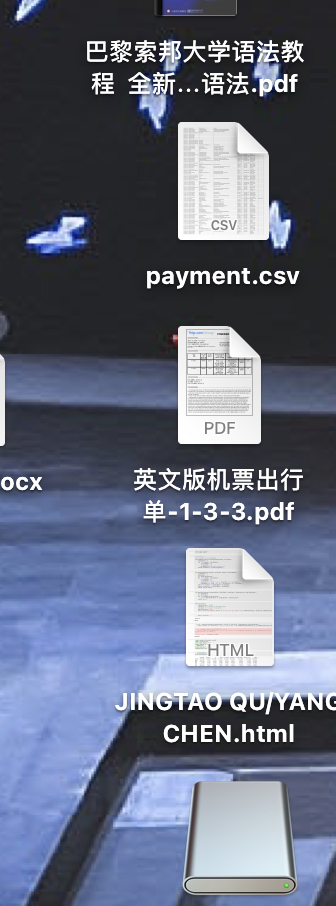 巴黎索邦大学语法教
程 全新...语法.pdf
CSV
payment.csv
PDF
ocx
英文版机票出行
单-1-3-3.pdf
HTML
JINGTAO QU/YANG
CHEN.html